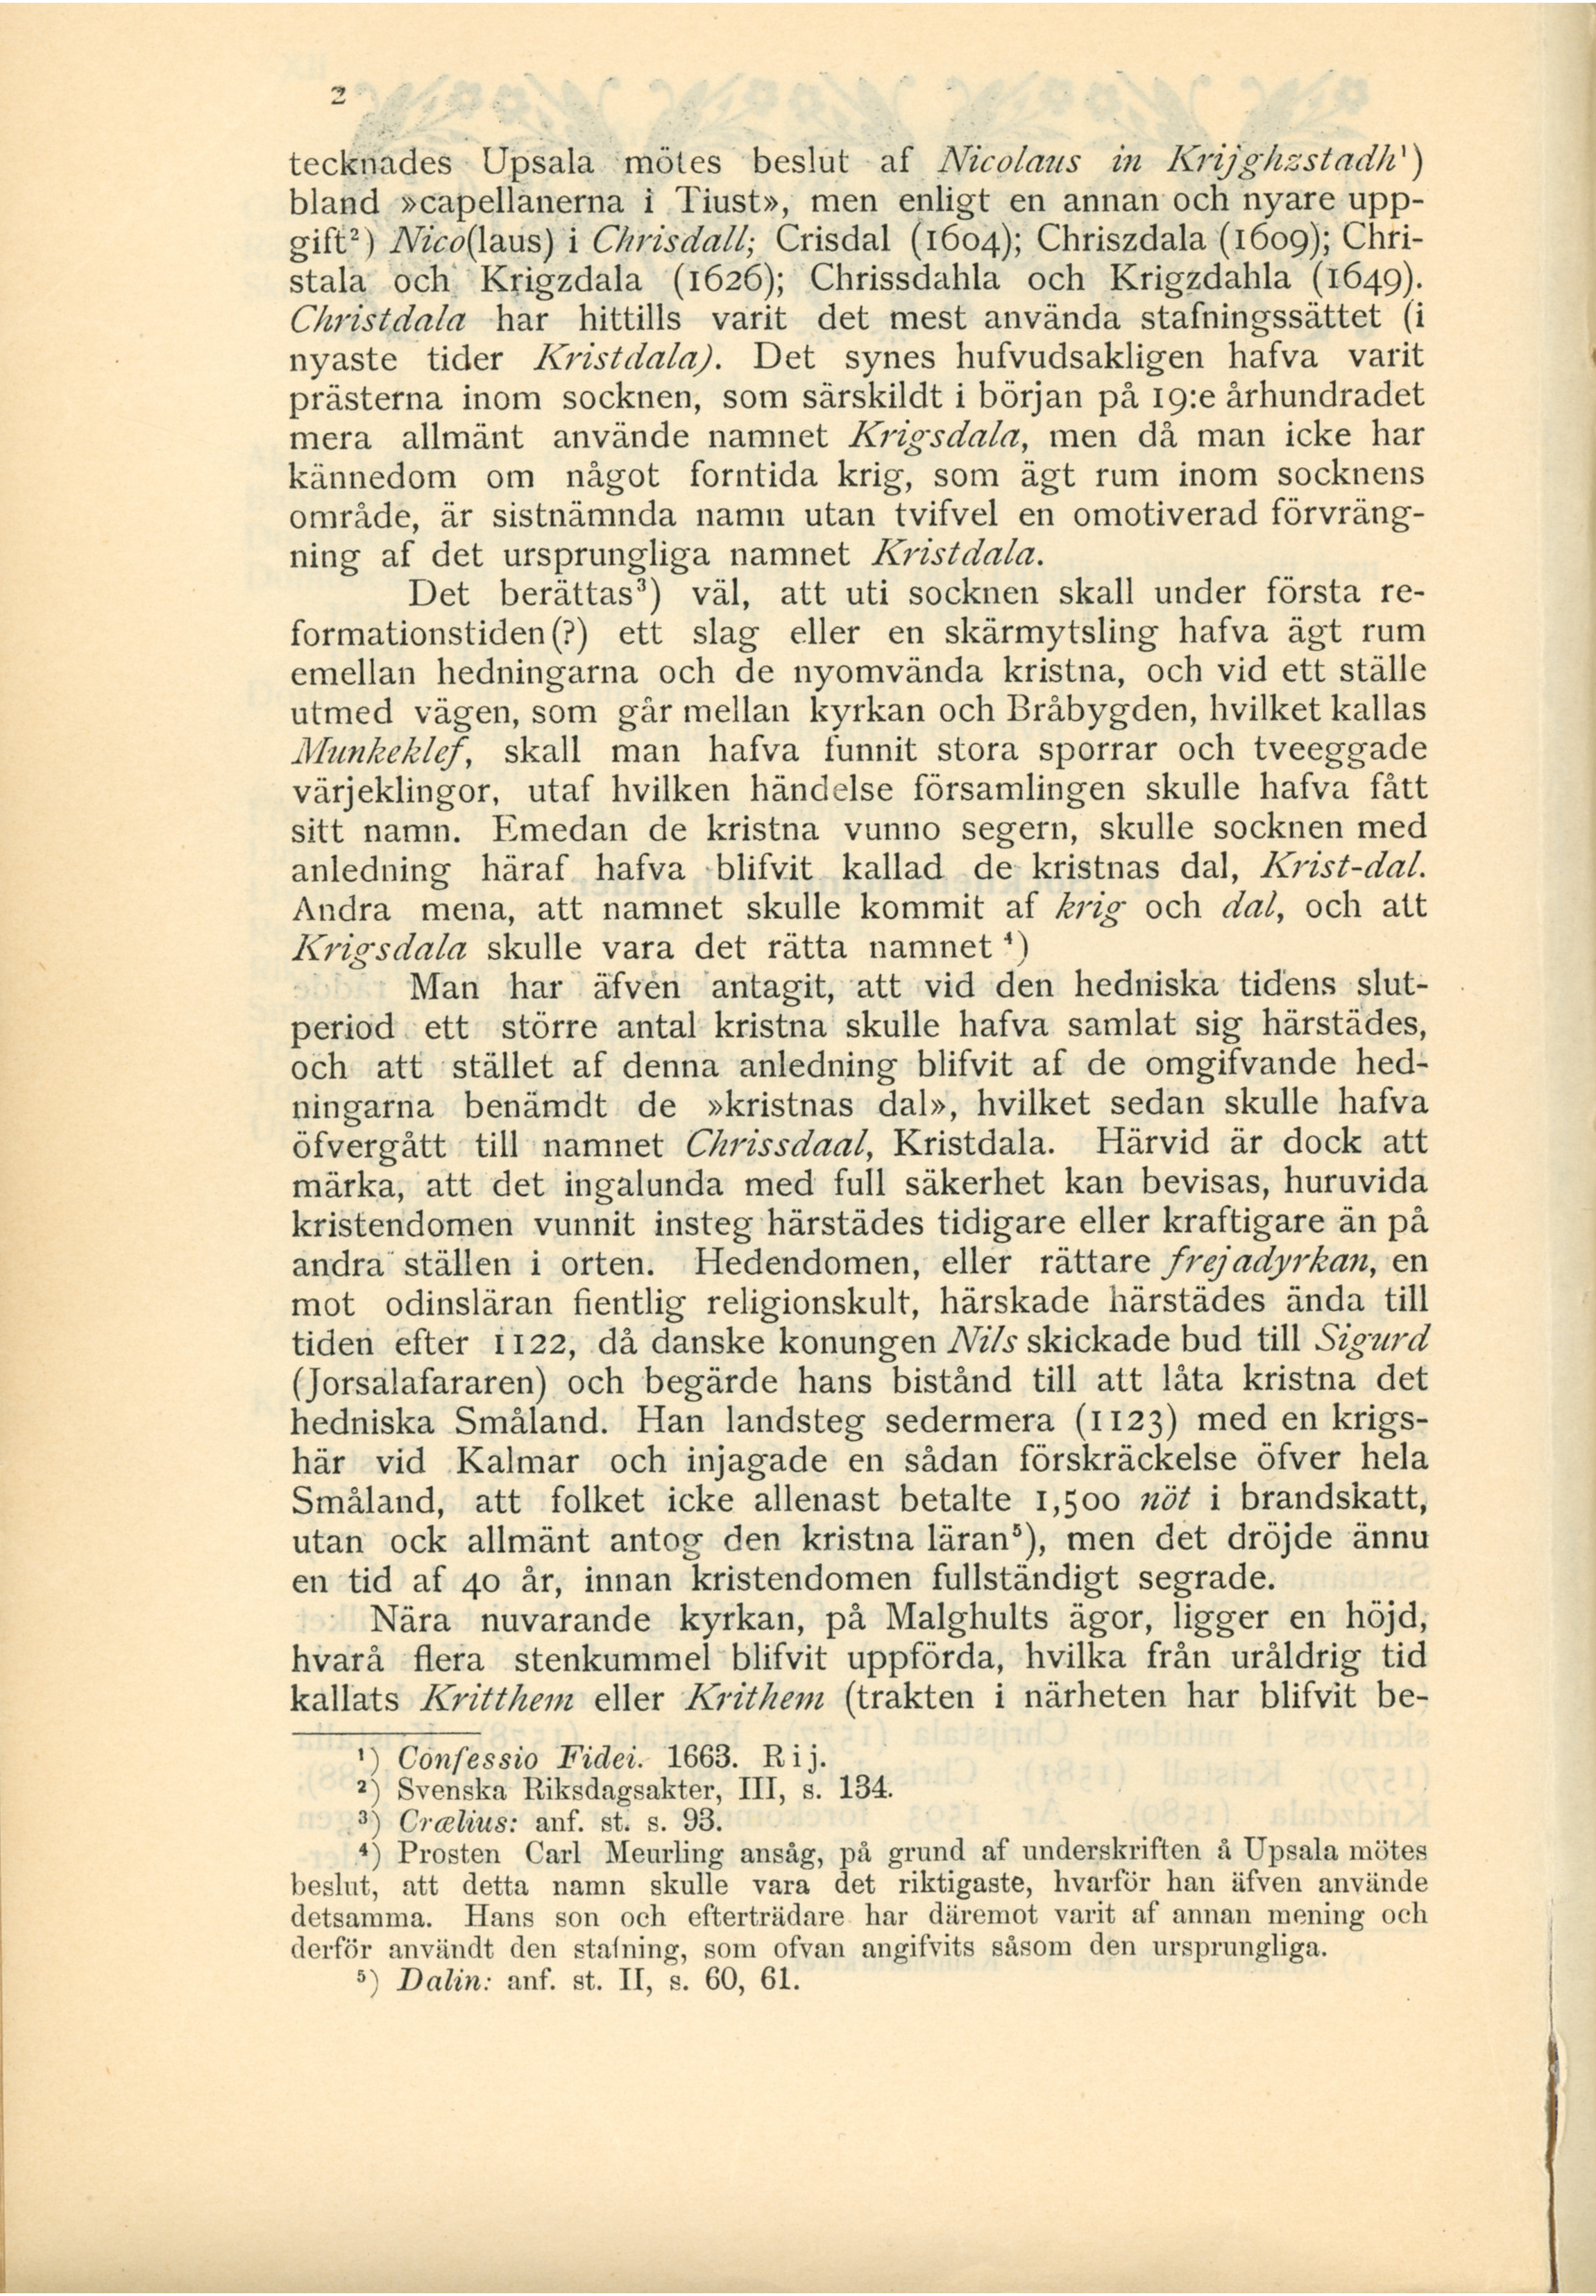 2
tecknades Upsala mötes beslut af Nicolaus in Krijghzstadh¹)
bland »capellanerna i Tiust», men enligt en annan och nyare upp-
gift²) Nico(laus) i Chrisdall; Crisdal (1604); Chriszdala (1609); Chri-
stala och Krigzdala (1626); Chrissdahla och Krigzdahla (1649).
Christdala har hittills varit det mest använda stafningssättet (i
nyaste tider Kristdala). Det synes hufvudsakligen hafva varit
prästerna inom socknen, som särskildt i början på 19:e århundradet
mera allmänt använde namnet Krigsdala, men då man icke har
kännedom om något forntida krig, som ägt rum inom socknens
område, är sistnämnda namn utan tvifvel en omotiverad förvräng-
ning af det ursprungliga namnet Kristdala.
Det berättas³) väl, att uti socknen skall under första re-
formationstiden(?) ett slag eller en skärmytsling hafva ägt rum
emellan hedningarna och de nyomvända kristna, och vid ett ställe
utmed vägen, som går mellan kyrkan och Bråbygden, hvilket kallas
Munkeklef, skall man hafva funnit stora sporrar och tveeggade
värjeklingor, utaf hvilken händelse församlingen skulle hafva fått
sitt namn. Emedan de kristna vunno segern, skulle socknen med
anledning häraf hafva blifvit kallad de kristnas dal, Krist-dal.
Andra mena, att namnet skulle kommit af krig och dal, och att
Krigsdala skulle vara det rätta namnet ⁴)
Man har äfven antagit, att vid den hedniska tidens slut-
period ett större antal kristna skulle hafva samlat sig härstädes,
och att stället af denna anledning blifvit af de omgifvande hed-
ningarna benämdt de »kristnas dal», hvilket sedan skulle hafva
öfvergått till namnet Chrissdaal, Kristdala. Härvid är dock att
märka, att det ingalunda med full säkerhet kan bevisas, huruvida
kristendomen vunnit insteg härstädes tidigare eller kraftigare än på
andra ställen i orten. Hedendomen, eller rättare frejadyrkan, en
mot odinsläran fientlig religionskult, härskade härstädes ända till
tiden efter 1122, då danske konungen Nils skickade bud till Sigurd
(Jorsalafararen) och begärde hans bistånd till att låta kristna det
hedniska Småland. Han landsteg sedermera (1123) med en krigs-
här vid Kalmar och injagade en sådan förskräckelse öfver hela
Småland, att folket icke allenast betalte 1,500 nöt i brandskatt,
utan ock allmänt antog den kristna läran⁵), men det dröjde ännu
en tid af 40 år, innan kristendomen fullständigt segrade.
Nära nuvarande kyrkan, på Malghults ägor, ligger en höjd,
hvarå flera stenkummel blifvit uppförda, hvilka från uråldrig tid
kallats Kritthem eller Krithem (trakten i närheten har blifvit be-
¹) Confessio Fidei. 1663. R i j.
²) Svenska Riksdagsakter, III, s. 134.
³) Crælius: anf. st. s. 93.
⁴) Prosten Carl Meurling ansåg, på grund af underskriften å Upsala mötes
beslut, att detta namn skulle vara det riktigaste, hvarför han äfven använde
detsamma. Hans son och efterträdare har däremot varit af annan mening och
derför användt den stafning, som ofvan angifvits såsom den ursprungliga.
⁵) Dalin: anf. st. II, s. 60, 61.